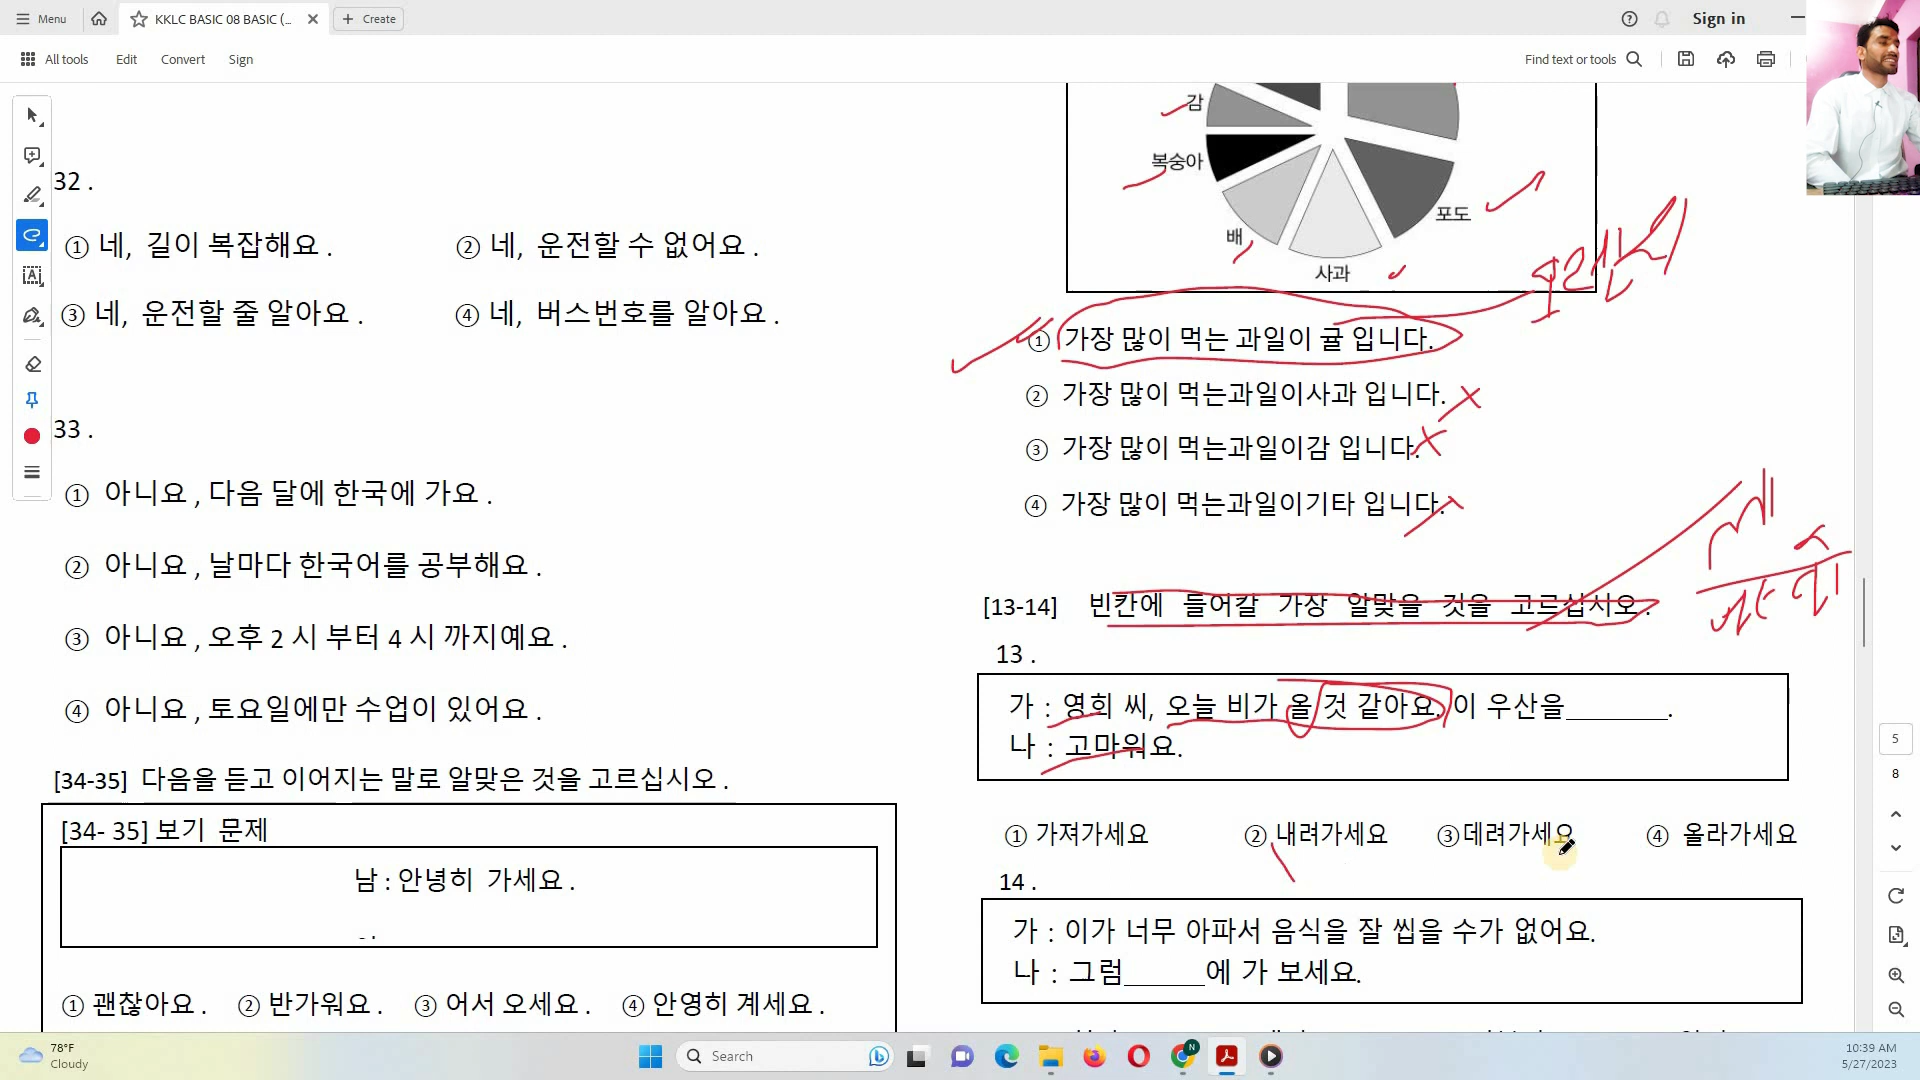 Menu
KKLC BASIC 08 BASIC (...
Create
Sign in
All tools
Edit
Convert
Sign
Find text or tools
32 .
① 네, 길이 복잡해요 .
② 네, 운전할 수 없어요 .
③ 네, 운전할 줄 알아요 .
④ 네, 버스번호를 알아요 .
33 .
① 아니요 , 다음 달에 한국에 가요 .
② 아니요 , 날마다 한국어를 공부해요 .
③ 아니요 , 오후 2 시 부터 4 시 까지예요 .
④ 아니요 , 토요일에만 수업이 있어요 .
[34-35] 다음을 듣고 이어지는 말로 알맞은 것을 고르십시오 .
[34- 35] 보기 문제
남 : 안녕히 가세요 .
① 괜찮아요 .
② 반가워요 .
③ 어서 오세요 .
④ 안영히 계세요 .
감
복숭아
배
사과
포도
① 가장 많이 먹는 과일이 귤 입니다.
② 가장 많이 먹는과일이사과 입니다.
③ 가장 많이 먹는과일이감 입니다.
④ 가장 많이 먹는과일이기타 입니다.
[13-14] 빈칸에 들어갈 가장 알맞을 것을 고르십시오 .
13 .
가 : 영희 씨, 오늘 비가 올 것 같아요. 이 우산을________.
나 : 고마워요.
① 가져가세요
② 내려가세요
③데려가세요
④ 올라가세요
14 .
가 : 이가 너무 아파서 음식을 잘 씹을 수가 없어요.
나 : 그럼______에 가 보세요.
5
8
78°F
Cloudy
Search
10:39 AM
5/27/2023